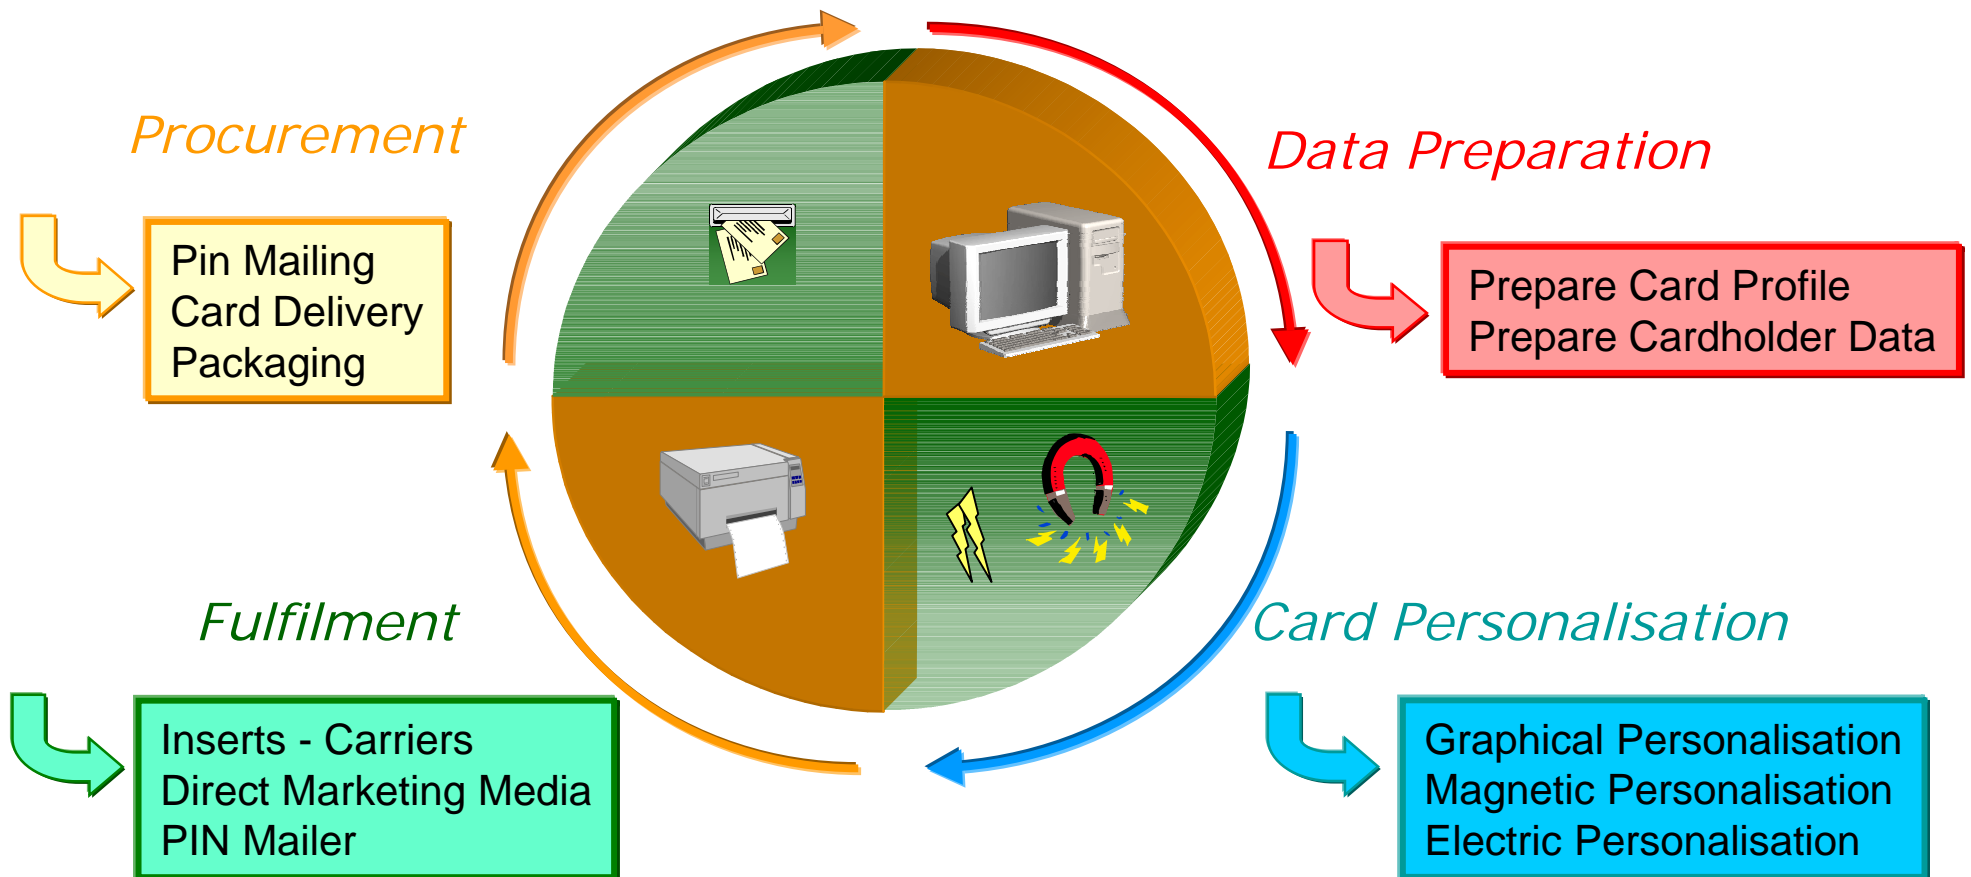 Procurement
Pin Mailing
Card Delivery
Packaging
Data Preparation
Prepare Card Profile
Prepare Cardholder Data
Fulfilment
Inserts - Carriers
Direct Marketing Media
PIN Mailer
Card Personalisation
Graphical Personalisation
Magnetic Personalisation
Electric Personalisation